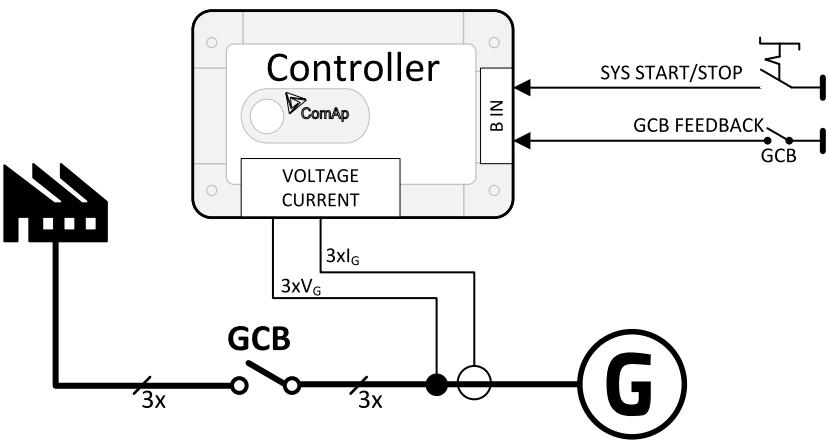 Controller
ComAp
B IN
SYS START/STOP
GCB FEEDBACK
GCB
VOLTAGE
CURRENT
3xIG
3xVG
GCB
3x
3x
G